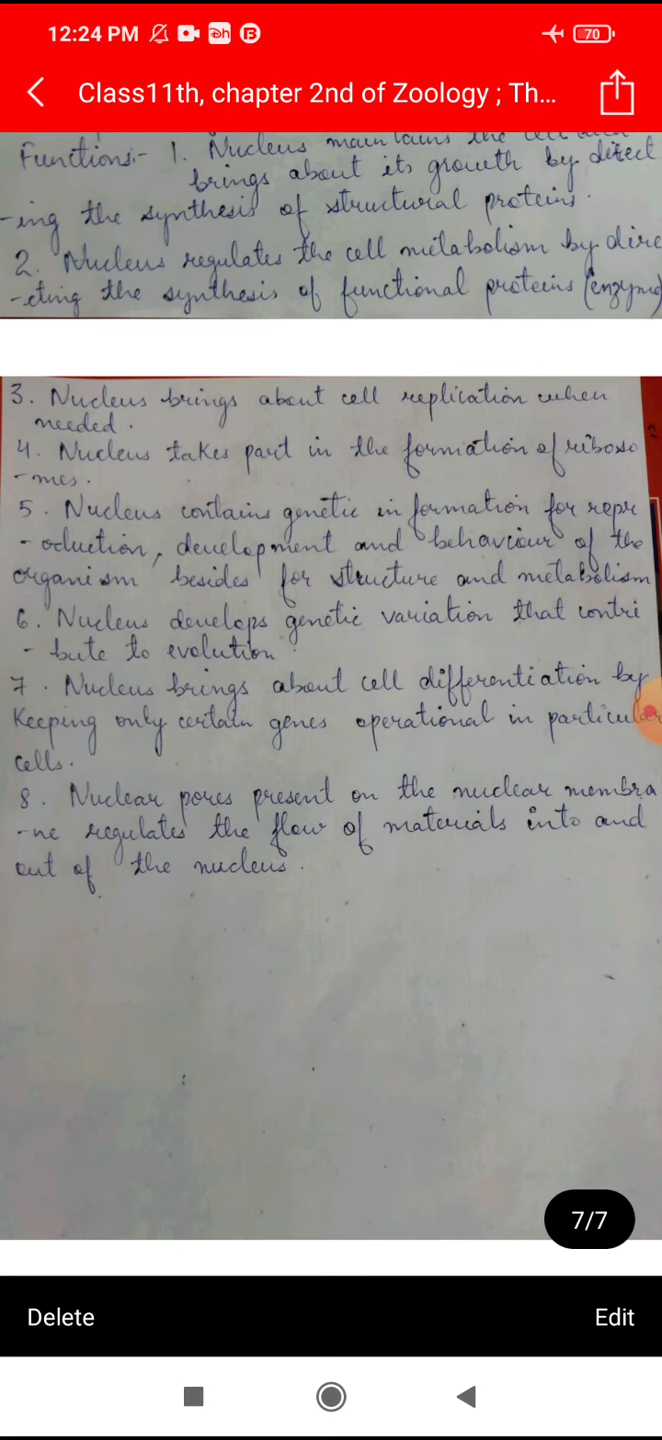 12:24 PM
70
Class11th, chapter 2nd of Zoology ; Th...
Functions:- 1. Nucleus maintains the cell and
brings about its growth by direct
-ing the synthesis of structural proteins.
2. Nucleus regulates the cell metabolism by dire
-cting the synthesis of functional proteins (enzyme)
3. Nucleus brings about cell replication when
needed.
4. Nucleus takes part in the formation of riboso
-mes.
5. Nucleus contains genetic information for repr
-oduction, development and behaviour of the
organism besides for structure and metabolism
6. Nucleus develops genetic variation that contri
-bute to evolution.
7. Nucleus brings about cell differentiation by
Keeping only certain genes operational in particular
cells.
8. Nuclear pores present on the nuclear membra
-ne regulates the flow of materials into and
out of the nucleus.
7/7
Delete
Edit